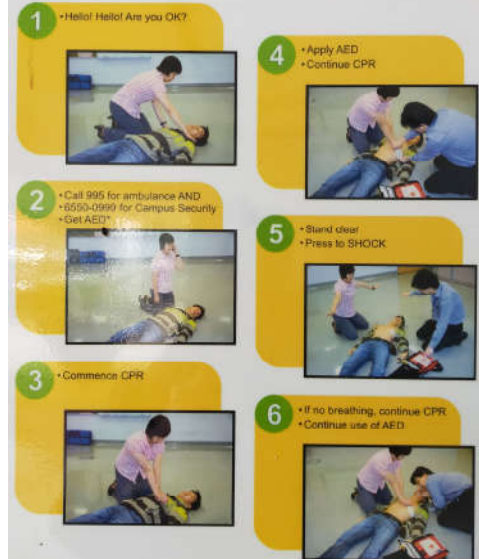 1
• Hello! Hello! Are you OK?
2
• Call 995 for ambulance AND
• 6550-0999 for Campus Security
• Get AED*
3
• Commence CPR
4
• Apply AED
• Continue CPR
5
• Stand clear
• Press to SHOCK
6
• If no breathing, continue CPR
• Continue use of AED